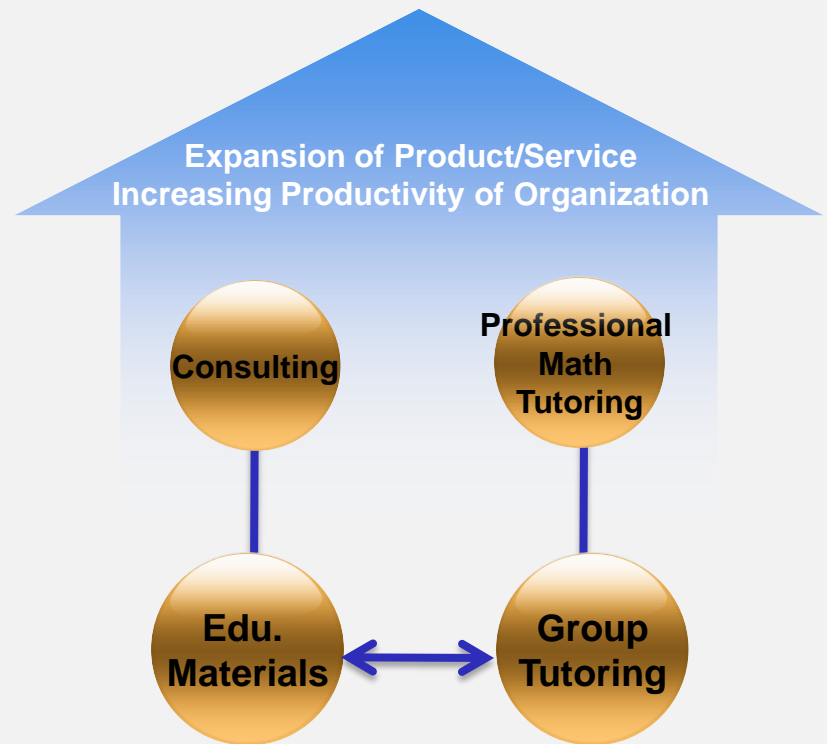 Expansion of Product/Service
Increasing Productivity of Organization
Consulting
Professional
Math
Tutoring
Edu.
Materials
Group
Tutoring